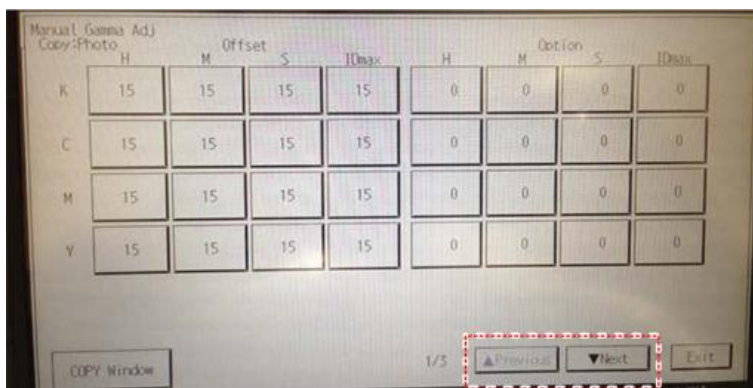 Manual Gamma Adj
Copy:Photo Offset Option
H M S IDmax H M S IDmax
K 15 15 15 15 0 0 0 0
C 15 15 15 15 0 0 0 0
M 15 15 15 15 0 0 0 0
Y 15 15 15 15 0 0 0 0
COPY Window 1/3 ▲Previous ▼Next Exit